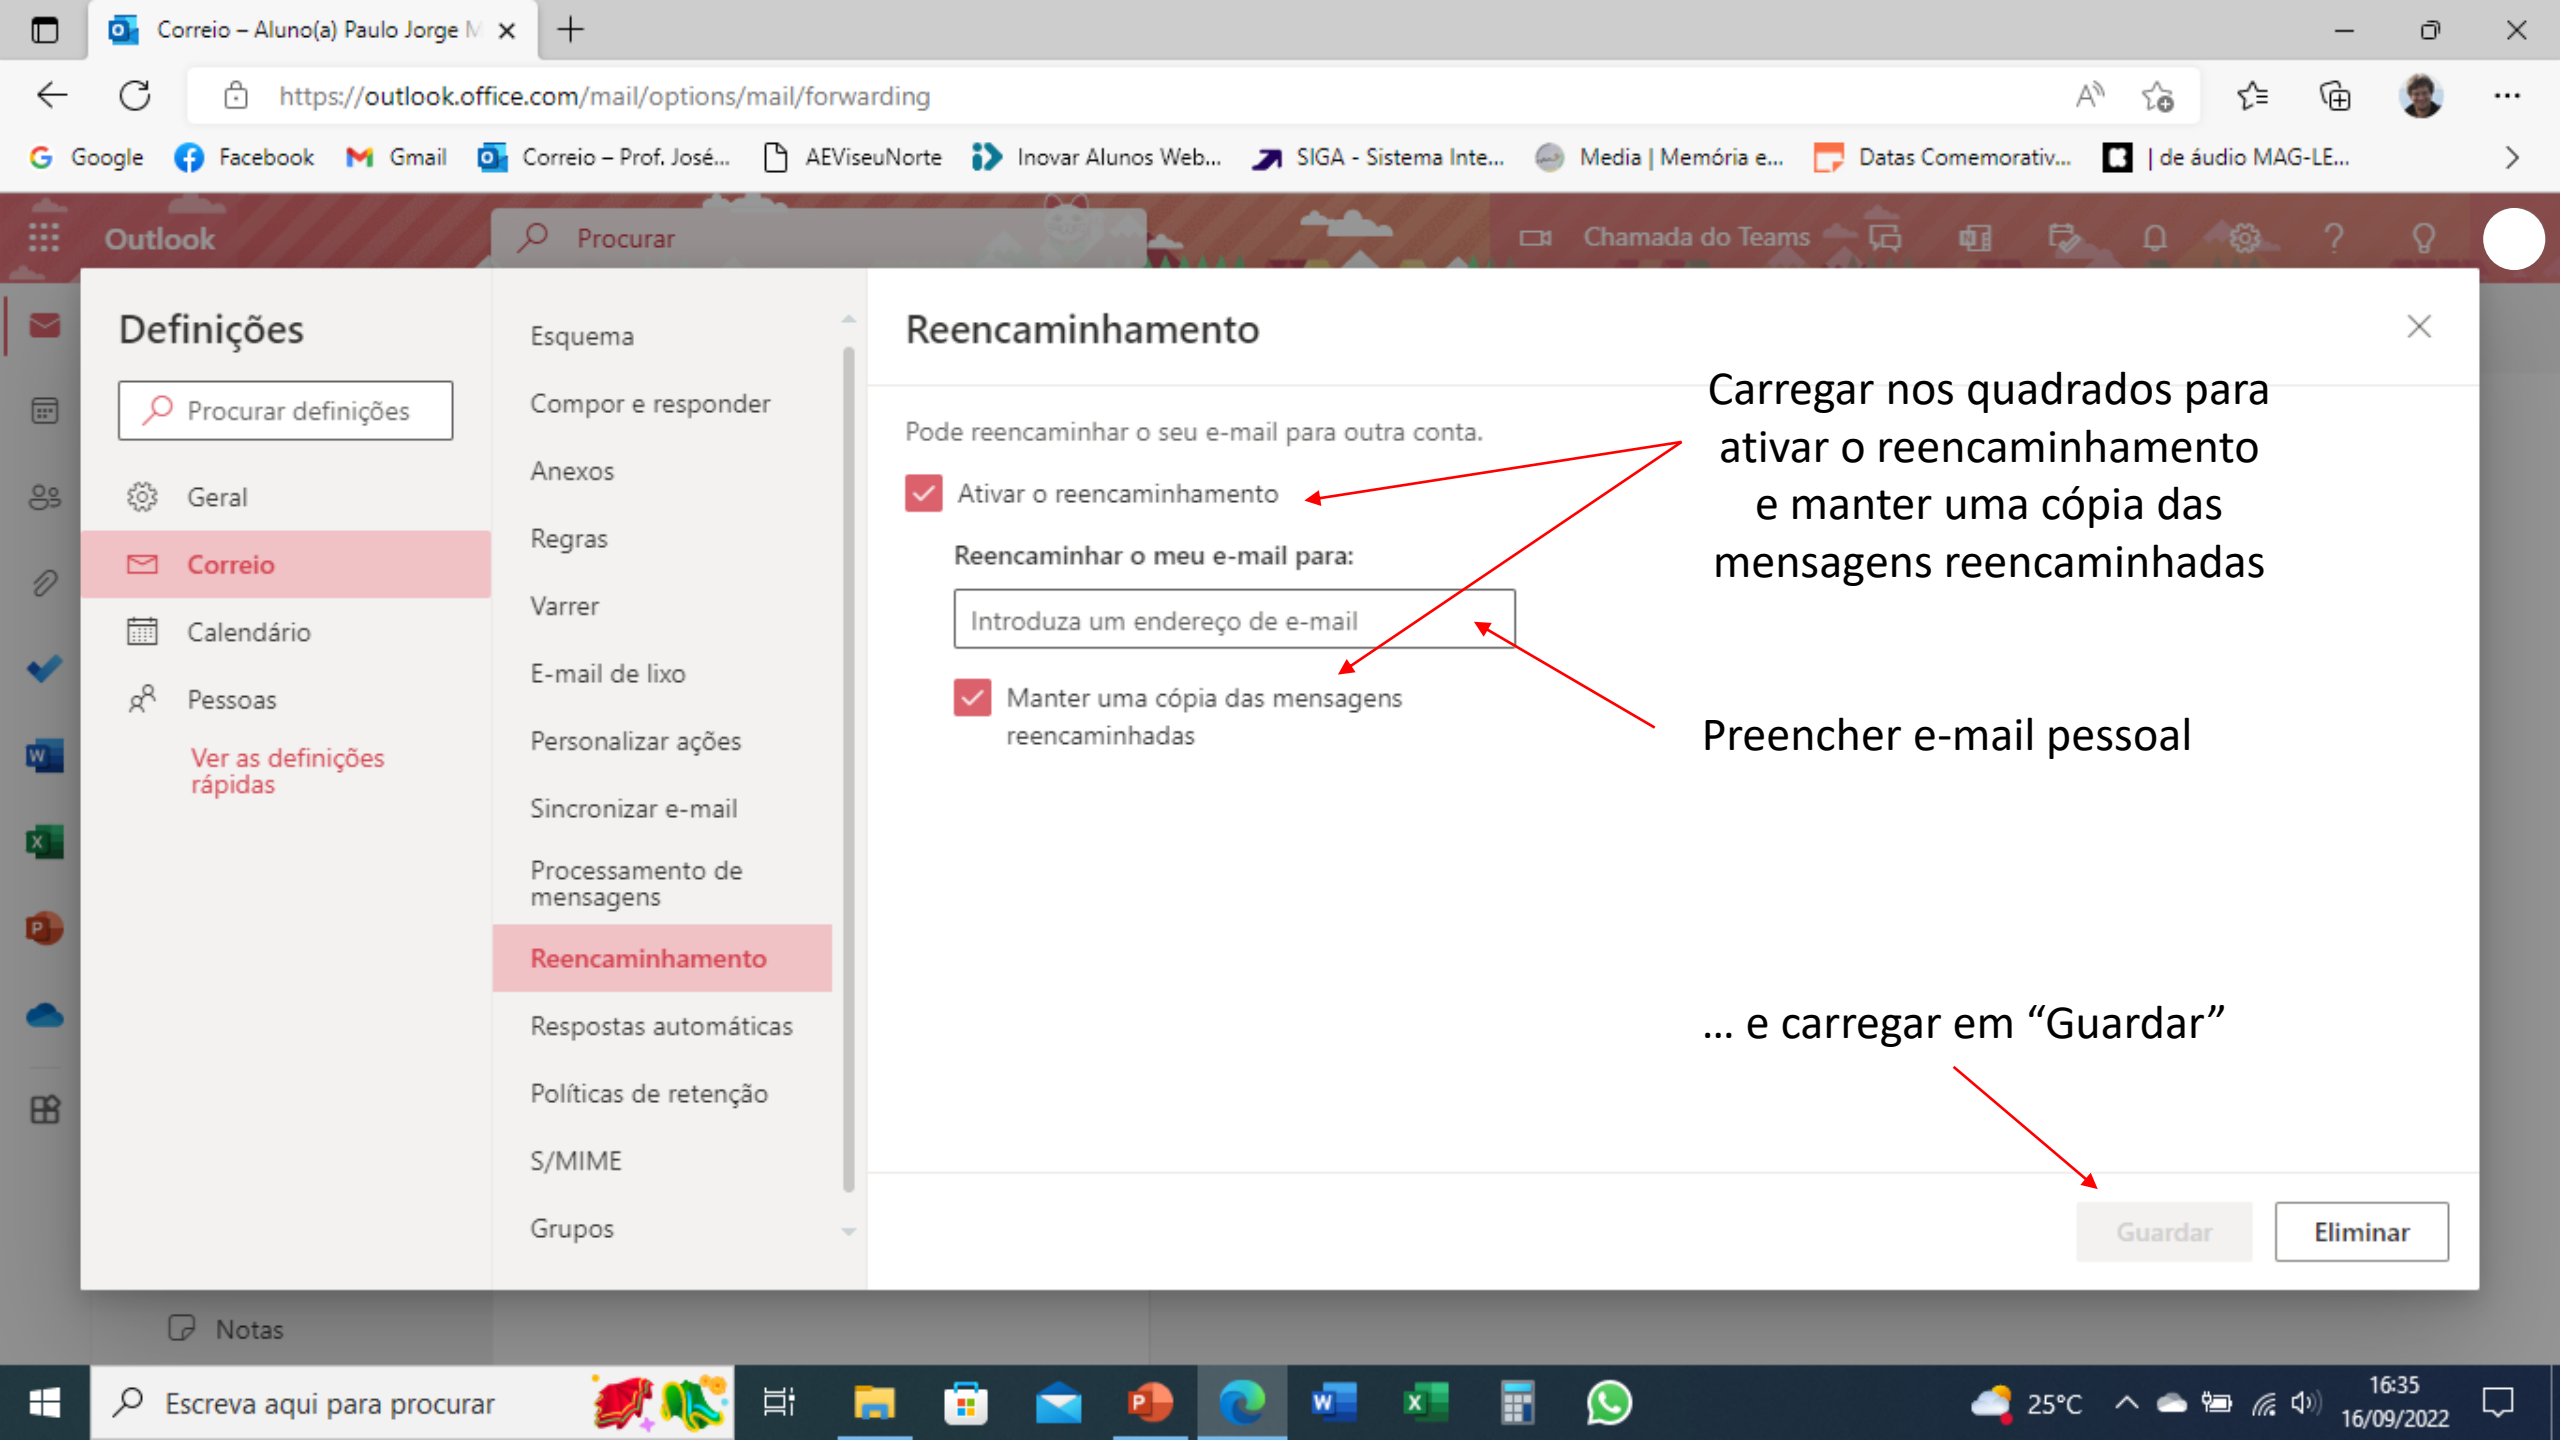 Correio – Aluno(a) Paulo Jorge M
https://outlook.office.com/mail/options/mail/forwarding
Google
Facebook
Gmail
Correio – Prof. José...
AEViseuNorte
Inovar Alunos Web...
SIGA - Sistema Inte...
Media | Memória e...
Datas Comemorativ...
| de áudio MAG-LE...
Outlook
Procurar
Chamada do Teams
Definições
Procurar definições
Geral
Correio
Calendário
Pessoas
Ver as definições
rápidas
Esquema
Compor e responder
Anexos
Regras
Varrer
E-mail de lixo
Personalizar ações
Sincronizar e-mail
Processamento de
mensagens
Reencaminhamento
Respostas automáticas
Políticas de retenção
S/MIME
Grupos
Reencaminhamento
Pode reencaminhar o seu e-mail para outra conta.
Ativar o reencaminhamento
Reencaminhar o meu e-mail para:
Introduza um endereço de e-mail
Manter uma cópia das mensagens
reencaminhadas
Carregar nos quadrados para
ativar o reencaminhamento
e manter uma cópia das
mensagens reencaminhadas
Preencher e-mail pessoal
... e carregar em “Guardar”
Guardar
Eliminar
Notas
Escreva aqui para procurar
25°C
16:35
16/09/2022